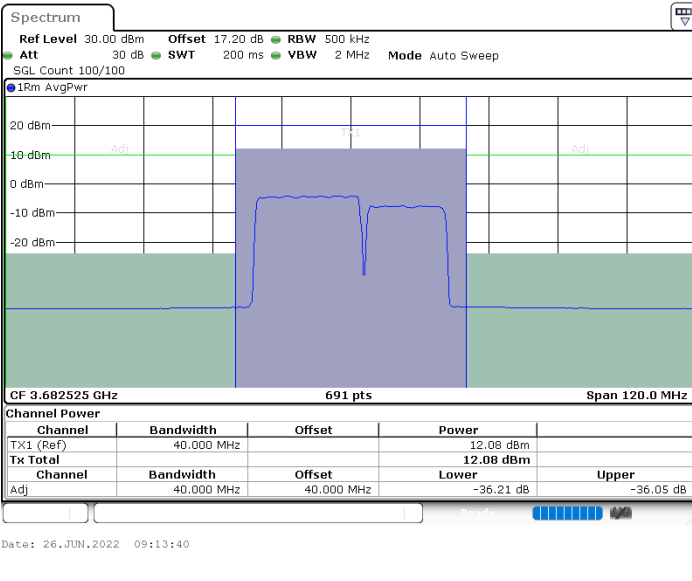 Spectrum
Ref Level 30.00 dBm Offset 17.20 dB RBW 500 kHz
Att 30 dB SWT 200 ms VBW 2 MHz Mode Auto Sweep
SGL Count 100/100
1Rm AvgPwr
20 dBm
TX1
Adj Adj
10 dBm
0 dBm
-10 dBm
-20 dBm
CF 3.682525 GHz 691 pts Span 120.0 MHz
Channel Power
Channel Bandwidth Offset Power
TX1 (Ref) 40.000 MHz 12.08 dBm
Tx Total 12.08 dBm
Channel Bandwidth Offset Lower Upper
Adj 40.000 MHz 40.000 MHz -36.21 dB -36.05 dB
Ready
Date: 26.JUN.2022 09:13:40